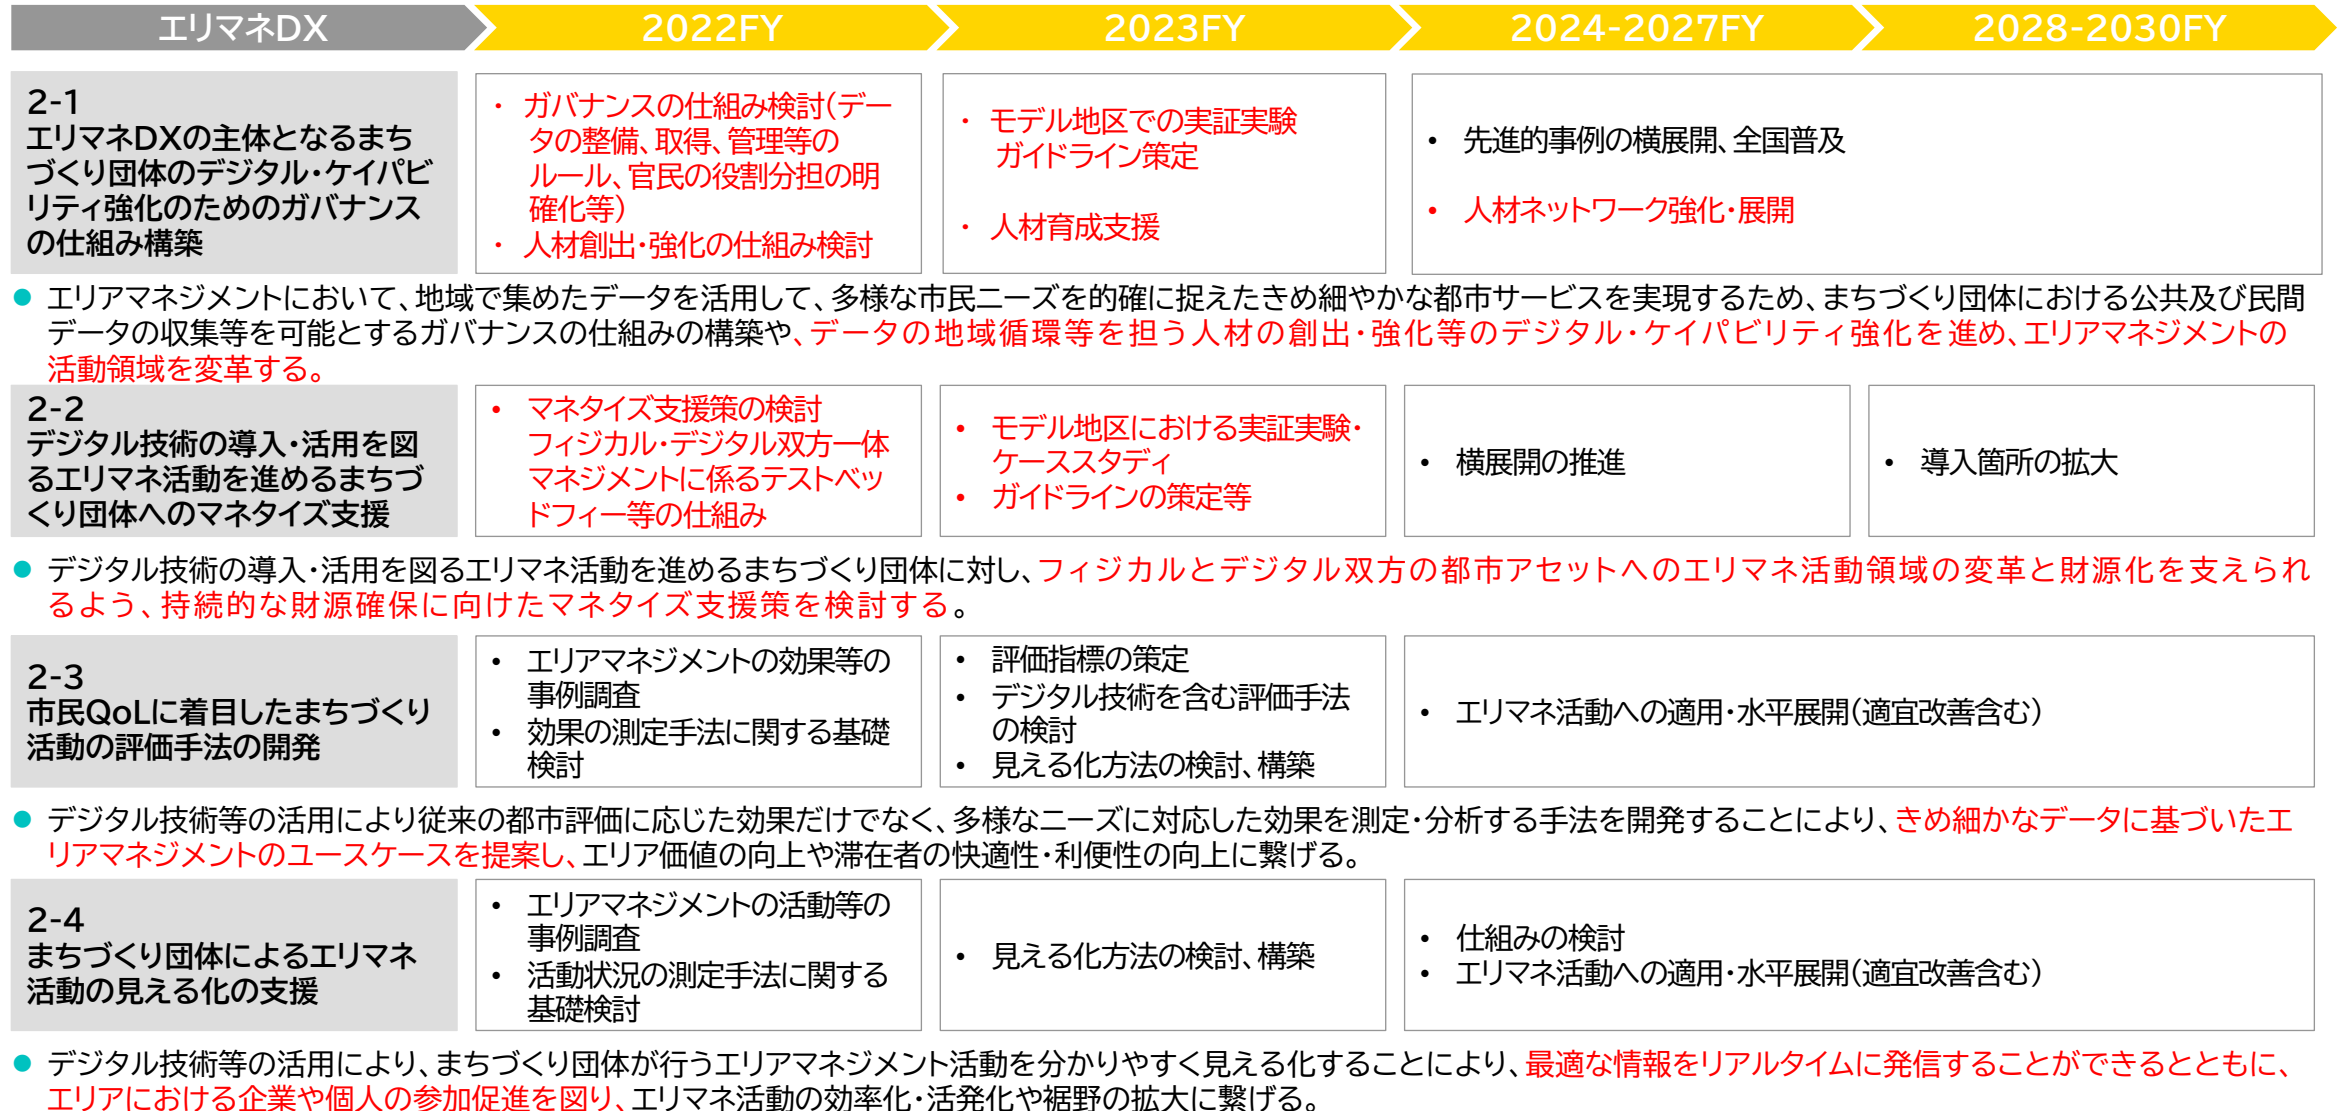 エリマネDX
2022FY
2023FY
2024-2027FY
2028-2030FY
2-1
エリマネDXの主体となるまち
づくり団体のデジタル・ケイパビ
リティ強化のためのガバナンス
の仕組み構築
・ ガバナンスの仕組み検討(デー
タの整備、取得、管理等の
ルール、官民の役割分担の明
確化等)
・ 人材創出・強化の仕組み検討
・ モデル地区での実証実験
ガイドライン策定
・ 人材育成支援
• 先進的事例の横展開、全国普及
• 人材ネットワーク強化・展開
● エリアマネジメントにおいて、地域で集めたデータを活用して、多様な市民ニーズを的確に捉えたきめ細やかな都市サービスを実現するため、まちづくり団体における公共及び民間
データの収集等を可能とするガバナンスの仕組みの構築や、データの地域循環等を担う人材の創出・強化等のデジタル・ケイパビリティ強化を進め、エリアマネジメントの
活動領域を変革する。
2-2
デジタル技術の導入・活用を図
るエリマネ活動を進めるまちづ
くり団体へのマネタイズ支援
• マネタイズ支援策の検討
フィジカル・デジタル双方一体
マネジメントに係るテストベッ
ドフィー等の仕組み
• モデル地区における実証実験・
ケーススタディ
• ガイドラインの策定等
• 横展開の推進
• 導入箇所の拡大
● デジタル技術の導入・活用を図るエリマネ活動を進めるまちづくり団体に対し、フィジカルとデジタル双方の都市アセットへのエリマネ活動領域の変革と財源化を支えられ
るよう、持続的な財源確保に向けたマネタイズ支援策を検討する。
2-3
市民QoLに着目したまちづくり
活動の評価手法の開発
• エリアマネジメントの効果等の
事例調査
• 効果の測定手法に関する基礎
検討
• 評価指標の策定
• デジタル技術を含む評価手法
の検討
• 見える化方法の検討、構築
• エリマネ活動への適用・水平展開(適宜改善含む)
● デジタル技術等の活用により従来の都市評価に応じた効果だけでなく、多様なニーズに対応した効果を測定・分析する手法を開発することにより、きめ細かなデータに基づいたエ
リアマネジメントのユースケースを提案し、エリア価値の向上や滞在者の快適性・利便性の向上に繋げる。
2-4
まちづくり団体によるエリマネ
活動の見える化の支援
• エリアマネジメントの活動等の
事例調査
• 活動状況の測定手法に関する
基礎検討
• 見える化方法の検討、構築
• 仕組みの検討
• エリマネ活動への適用・水平展開(適宜改善含む)
● デジタル技術等の活用により、まちづくり団体が行うエリアマネジメント活動を分かりやすく見える化することにより、最適な情報をリアルタイムに発信することができるとともに、
エリアにおける企業や個人の参加促進を図り、エリマネ活動の効率化・活発化や裾野の拡大に繋げる。